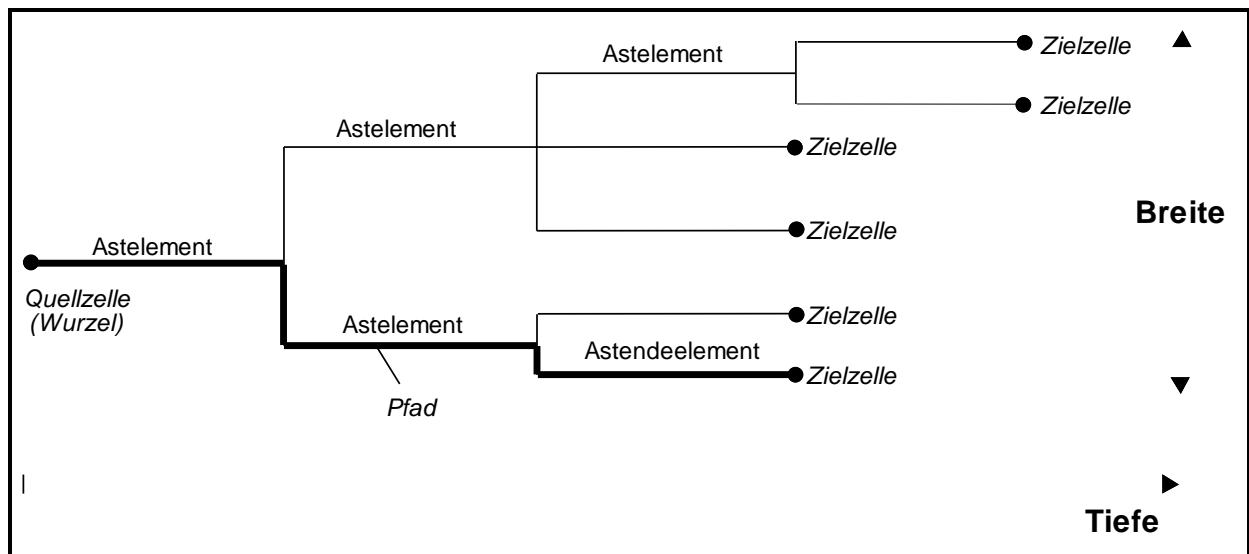 Zielzelle
Astelement
Zielzelle
Astelement
Zielzelle
Breite
Zielzelle
Astelement
Quellzelle
(Wurzel)
Zielzelle
Astelement
Astendeelement
Zielzelle
Pfad
Tiefe